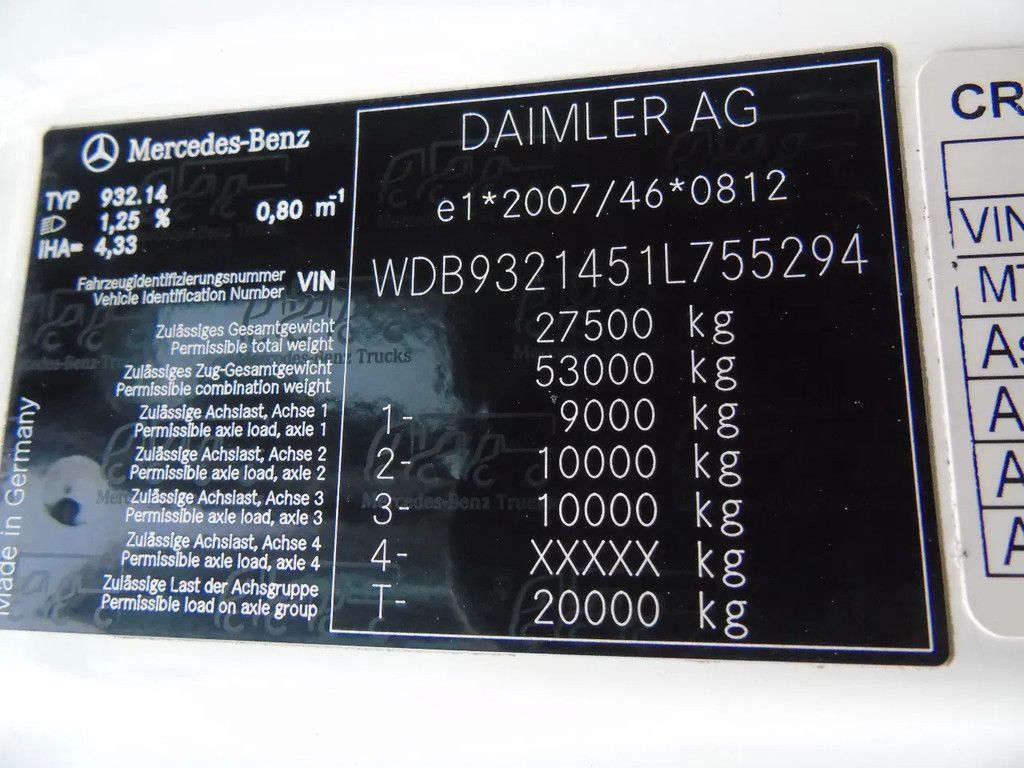 Mercedes-Benz
TYP 932.14
1,25 % 0,80 m⁻¹
IHA= 4,33
DAIMLER AG
e1*2007/46*0812
Fahrzeugidentifizierungsnummer
Vehicle Identification Number VIN WDB9321451L755294
Zulässiges Gesamtgewicht
Permissible total weight 27500 kg
Zulässiges Zug-Gesamtgewicht
Permissible combination weight 53000 kg
Zulässige Achslast, Achse 1
Permissible axle load, axle 1 1- 9000 kg
Zulässige Achslast, Achse 2
Permissible axle load, axle 2 2- 10000 kg
Zulässige Achslast, Achse 3
Permissible axle load, axle 3 3- 10000 kg
Zulässige Achslast, Achse 4
Permissible axle load, axle 4 4- XXXXX kg
Zulässige Last der Achsgruppe
Permissible load on axle group T- 20000 kg
Made in Germany
Mercedes-Benz Trucks
CR
VIN
MT
As
A
A
A